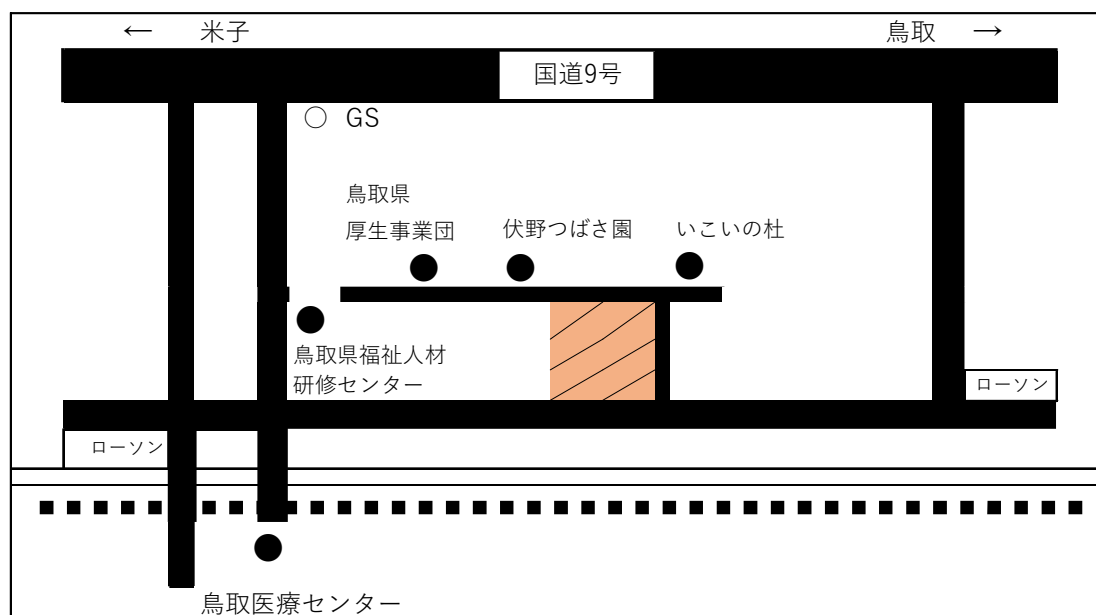 ← 米子
鳥取 →
国道9号
○ GS
鳥取県
厚生事業団
伏野つばさ園
いこいの杜
鳥取県福祉人材
研修センター
ローソン
ローソン
鳥取医療センター